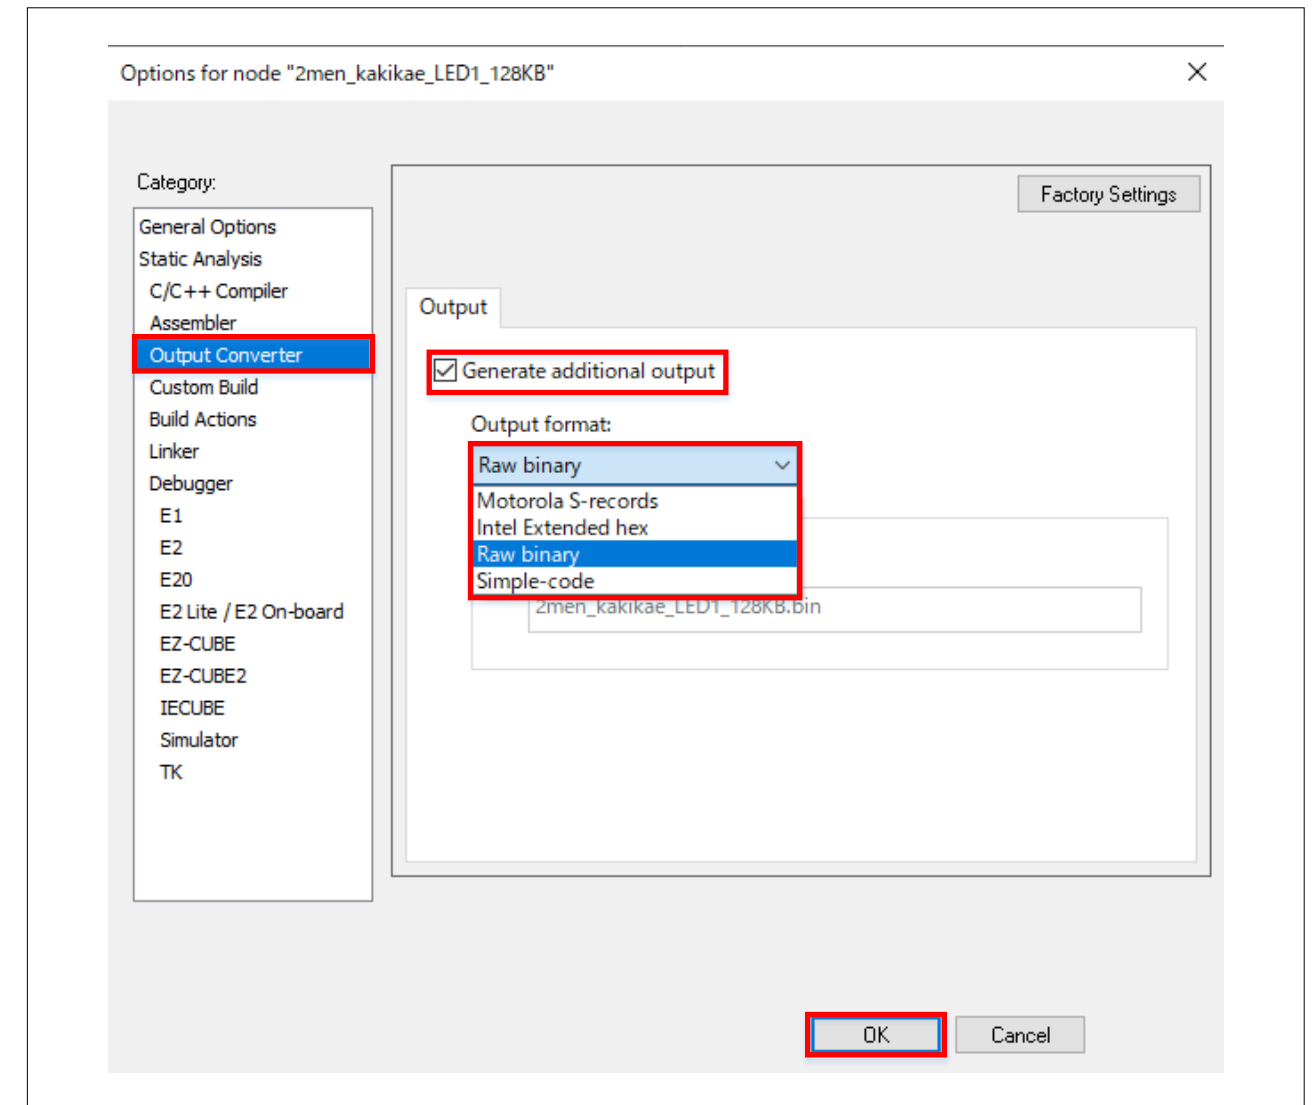 Options for node "2men_kakikae_LED1_128KB"
Category:
Factory Settings
General Options
Static Analysis
C/C++ Compiler
Assembler
Output Converter
Custom Build
Build Actions
Linker
Debugger
E1
E2
E20
E2 Lite / E2 On-board
EZ-CUBE
EZ-CUBE2
IECUBE
Simulator
TK
Output
Generate additional output
Output format:
Raw binary
Motorola S-records
Intel Extended hex
Raw binary
Simple-code
2men_kakikae_LED1_128KB.bin
OK
Cancel